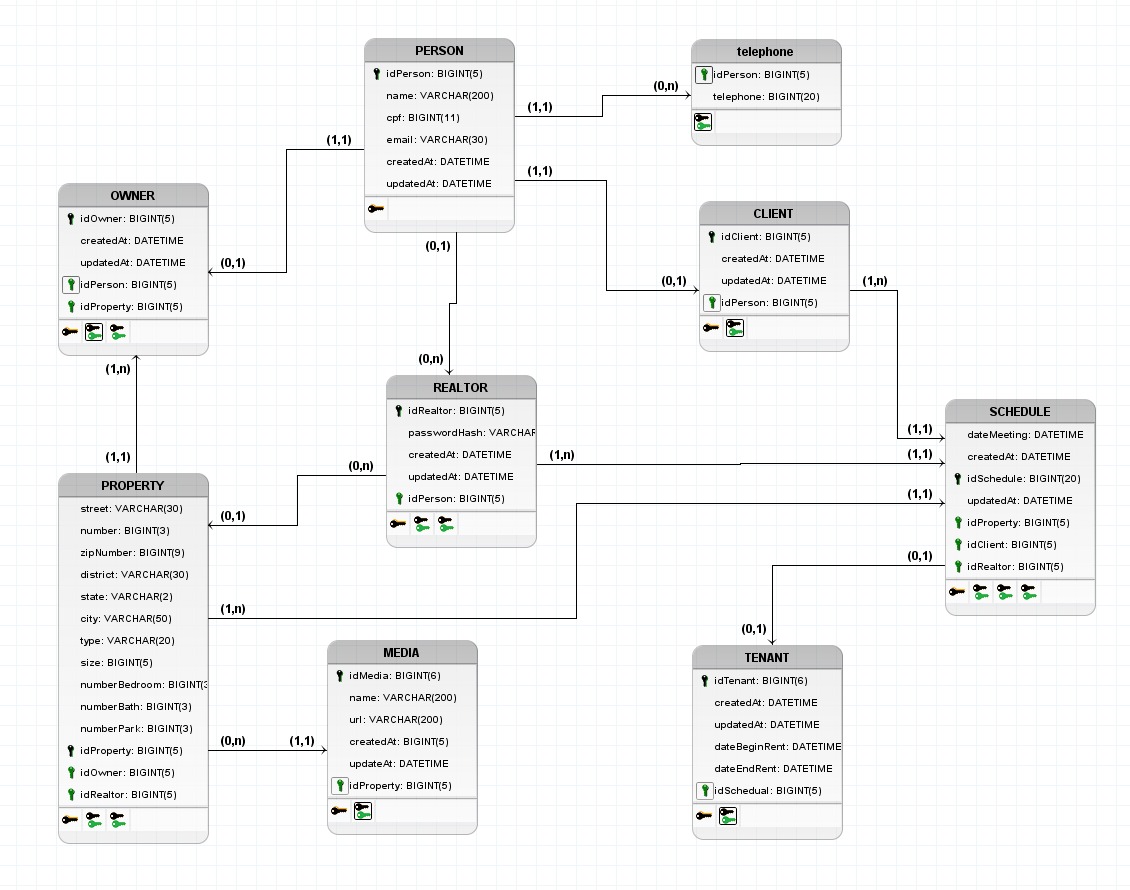 PERSON
idPerson: BIGINT(5)
name: VARCHAR(200)
cpf: BIGINT(11)
email: VARCHAR(30)
createdAt: DATETIME
updatedAt: DATETIME
telephone
idPerson: BIGINT(5)
telephone: BIGINT(20)
(1,1)
(0,n)
(1,1)
(0,1)
(1,1)
(0,1)
(0,1)
(0,n)
OWNER
idOwner: BIGINT(5)
createdAt: DATETIME
updatedAt: DATETIME
idPerson: BIGINT(5)
idProperty: BIGINT(5)
(1,n)
(1,1)
CLIENT
idClient: BIGINT(5)
createdAt: DATETIME
updatedAt: DATETIME
idPerson: BIGINT(5)
(1,n)
(1,1)
REALTOR
idRealtor: BIGINT(5)
passwordHash: VARCHAR
createdAt: DATETIME
updatedAt: DATETIME
idPerson: BIGINT(5)
(1,n)
(1,1)
(0,n)
(0,1)
SCHEDULE
dateMeeting: DATETIME
createdAt: DATETIME
idSchedule: BIGINT(20)
updatedAt: DATETIME
idProperty: BIGINT(5)
idClient: BIGINT(5)
idRealtor: BIGINT(5)
(1,1)
(0,1)
(0,1)
PROPERTY
street: VARCHAR(30)
number: BIGINT(3)
zipNumber: BIGINT(9)
district: VARCHAR(30)
state: VARCHAR(2)
city: VARCHAR(50)
type: VARCHAR(20)
size: BIGINT(5)
numberBedroom: BIGINT(3
numberBath: BIGINT(3)
numberPark: BIGINT(3)
idProperty: BIGINT(5)
idOwner: BIGINT(5)
idRealtor: BIGINT(5)
(1,n)
(0,n)
(1,1)
MEDIA
idMedia: BIGINT(6)
name: VARCHAR(200)
url: VARCHAR(200)
createdAt: BIGINT(5)
updateAt: DATETIME
idProperty: BIGINT(5)
TENANT
idTenant: BIGINT(6)
createdAt: DATETIME
updatedAt: DATETIME
dateBeginRent: DATETIME
dateEndRent: DATETIME
idSchedual: BIGINT(5)